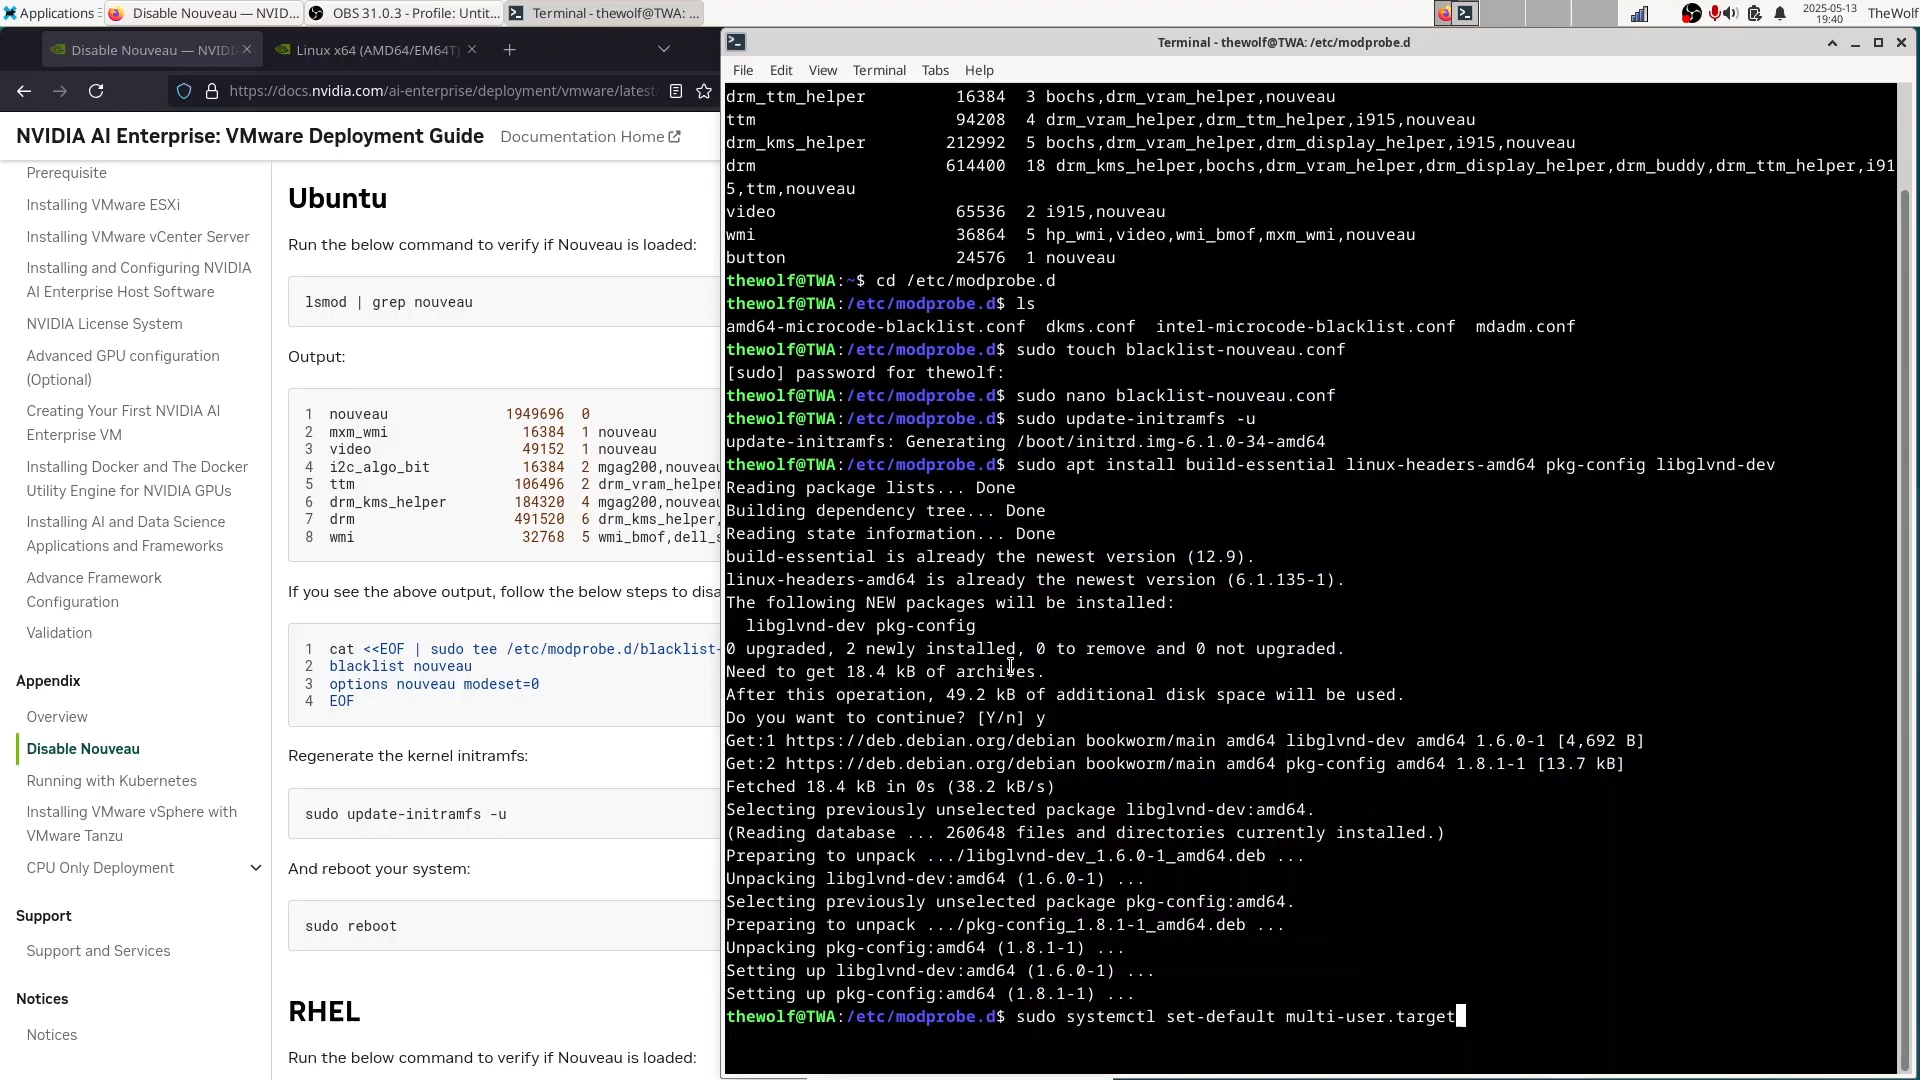 Applications
Disable Nouveau — NVID...
OBS 31.0.3 - Profile: Untit...
Terminal - thewolf@TWA: ...
2025-05-13
19:40
TheWolf
Disable Nouveau — NVIDI
Linux x64 (AMD64/EM64T)
https://docs.nvidia.com/ai-enterprise/deployment/vmware/latest
NVIDIA AI Enterprise: VMware Deployment Guide
Documentation Home
Prerequisite
Installing VMware ESXi
Installing VMware vCenter Server
Installing and Configuring NVIDIA
AI Enterprise Host Software
NVIDIA License System
Advanced GPU configuration
(Optional)
Creating Your First NVIDIA AI
Enterprise VM
Installing Docker and The Docker
Utility Engine for NVIDIA GPUs
Installing AI and Data Science
Applications and Frameworks
Advance Framework
Configuration
Validation
Appendix
Overview
Disable Nouveau
Running with Kubernetes
Installing VMware vSphere with
VMware Tanzu
CPU Only Deployment
Support
Support and Services
Notices
Notices
Ubuntu
Run the below command to verify if Nouveau is loaded:
lsmod | grep nouveau
Output:
1 nouveau 1949696 0
2 mxm_wmi 16384 1 nouveau
3 video 49152 1 nouveau
4 i2c_algo_bit 16384 2 mgag200,nouveau
5 ttm 106496 2 drm_vram_helper
6 drm_kms_helper 184320 4 mgag200,nouveau
7 drm 491520 6 drm_kms_helper,
8 wmi 32768 5 wmi_bmof,dell_s
If you see the above output, follow the below steps to disa
1 cat <<EOF | sudo tee /etc/modprobe.d/blacklist-
2 blacklist nouveau
3 options nouveau modeset=0
4 EOF
Regenerate the kernel initramfs:
sudo update-initramfs -u
And reboot your system:
sudo reboot
RHEL
Run the below command to verify if Nouveau is loaded:
Terminal - thewolf@TWA: /etc/modprobe.d
File Edit View Terminal Tabs Help
drm_ttm_helper 16384 3 bochs,drm_vram_helper,nouveau
ttm 94208 4 drm_vram_helper,drm_ttm_helper,i915,nouveau
drm_kms_helper 212992 5 bochs,drm_vram_helper,drm_display_helper,i915,nouveau
drm 614400 18 drm_kms_helper,bochs,drm_vram_helper,drm_display_helper,drm_buddy,drm_ttm_helper,i91
5,ttm,nouveau
video 65536 2 i915,nouveau
wmi 36864 5 hp_wmi,video,wmi_bmof,mxm_wmi,nouveau
button 24576 1 nouveau
thewolf@TWA:~$ cd /etc/modprobe.d
thewolf@TWA:/etc/modprobe.d$ ls
amd64-microcode-blacklist.conf dkms.conf intel-microcode-blacklist.conf mdadm.conf
thewolf@TWA:/etc/modprobe.d$ sudo touch blacklist-nouveau.conf
[sudo] password for thewolf:
thewolf@TWA:/etc/modprobe.d$ sudo nano blacklist-nouveau.conf
thewolf@TWA:/etc/modprobe.d$ sudo update-initramfs -u
update-initramfs: Generating /boot/initrd.img-6.1.0-34-amd64
thewolf@TWA:/etc/modprobe.d$ sudo apt install build-essential linux-headers-amd64 pkg-config libglvnd-dev
Reading package lists... Done
Building dependency tree... Done
Reading state information... Done
build-essential is already the newest version (12.9).
linux-headers-amd64 is already the newest version (6.1.135-1).
The following NEW packages will be installed:
libglvnd-dev pkg-config
0 upgraded, 2 newly installed, 0 to remove and 0 not upgraded.
Need to get 18.4 kB of archives.
After this operation, 49.2 kB of additional disk space will be used.
Do you want to continue? [Y/n] y
Get:1 https://deb.debian.org/debian bookworm/main amd64 libglvnd-dev amd64 1.6.0-1 [4,692 B]
Get:2 https://deb.debian.org/debian bookworm/main amd64 pkg-config amd64 1.8.1-1 [13.7 kB]
Fetched 18.4 kB in 0s (38.2 kB/s)
Selecting previously unselected package libglvnd-dev:amd64.
(Reading database ... 260648 files and directories currently installed.)
Preparing to unpack .../libglvnd-dev_1.6.0-1_amd64.deb ...
Unpacking libglvnd-dev:amd64 (1.6.0-1) ...
Selecting previously unselected package pkg-config:amd64.
Preparing to unpack .../pkg-config_1.8.1-1_amd64.deb ...
Unpacking pkg-config:amd64 (1.8.1-1) ...
Setting up libglvnd-dev:amd64 (1.6.0-1) ...
Setting up pkg-config:amd64 (1.8.1-1) ...
thewolf@TWA:/etc/modprobe.d$ sudo systemctl set-default multi-user.target